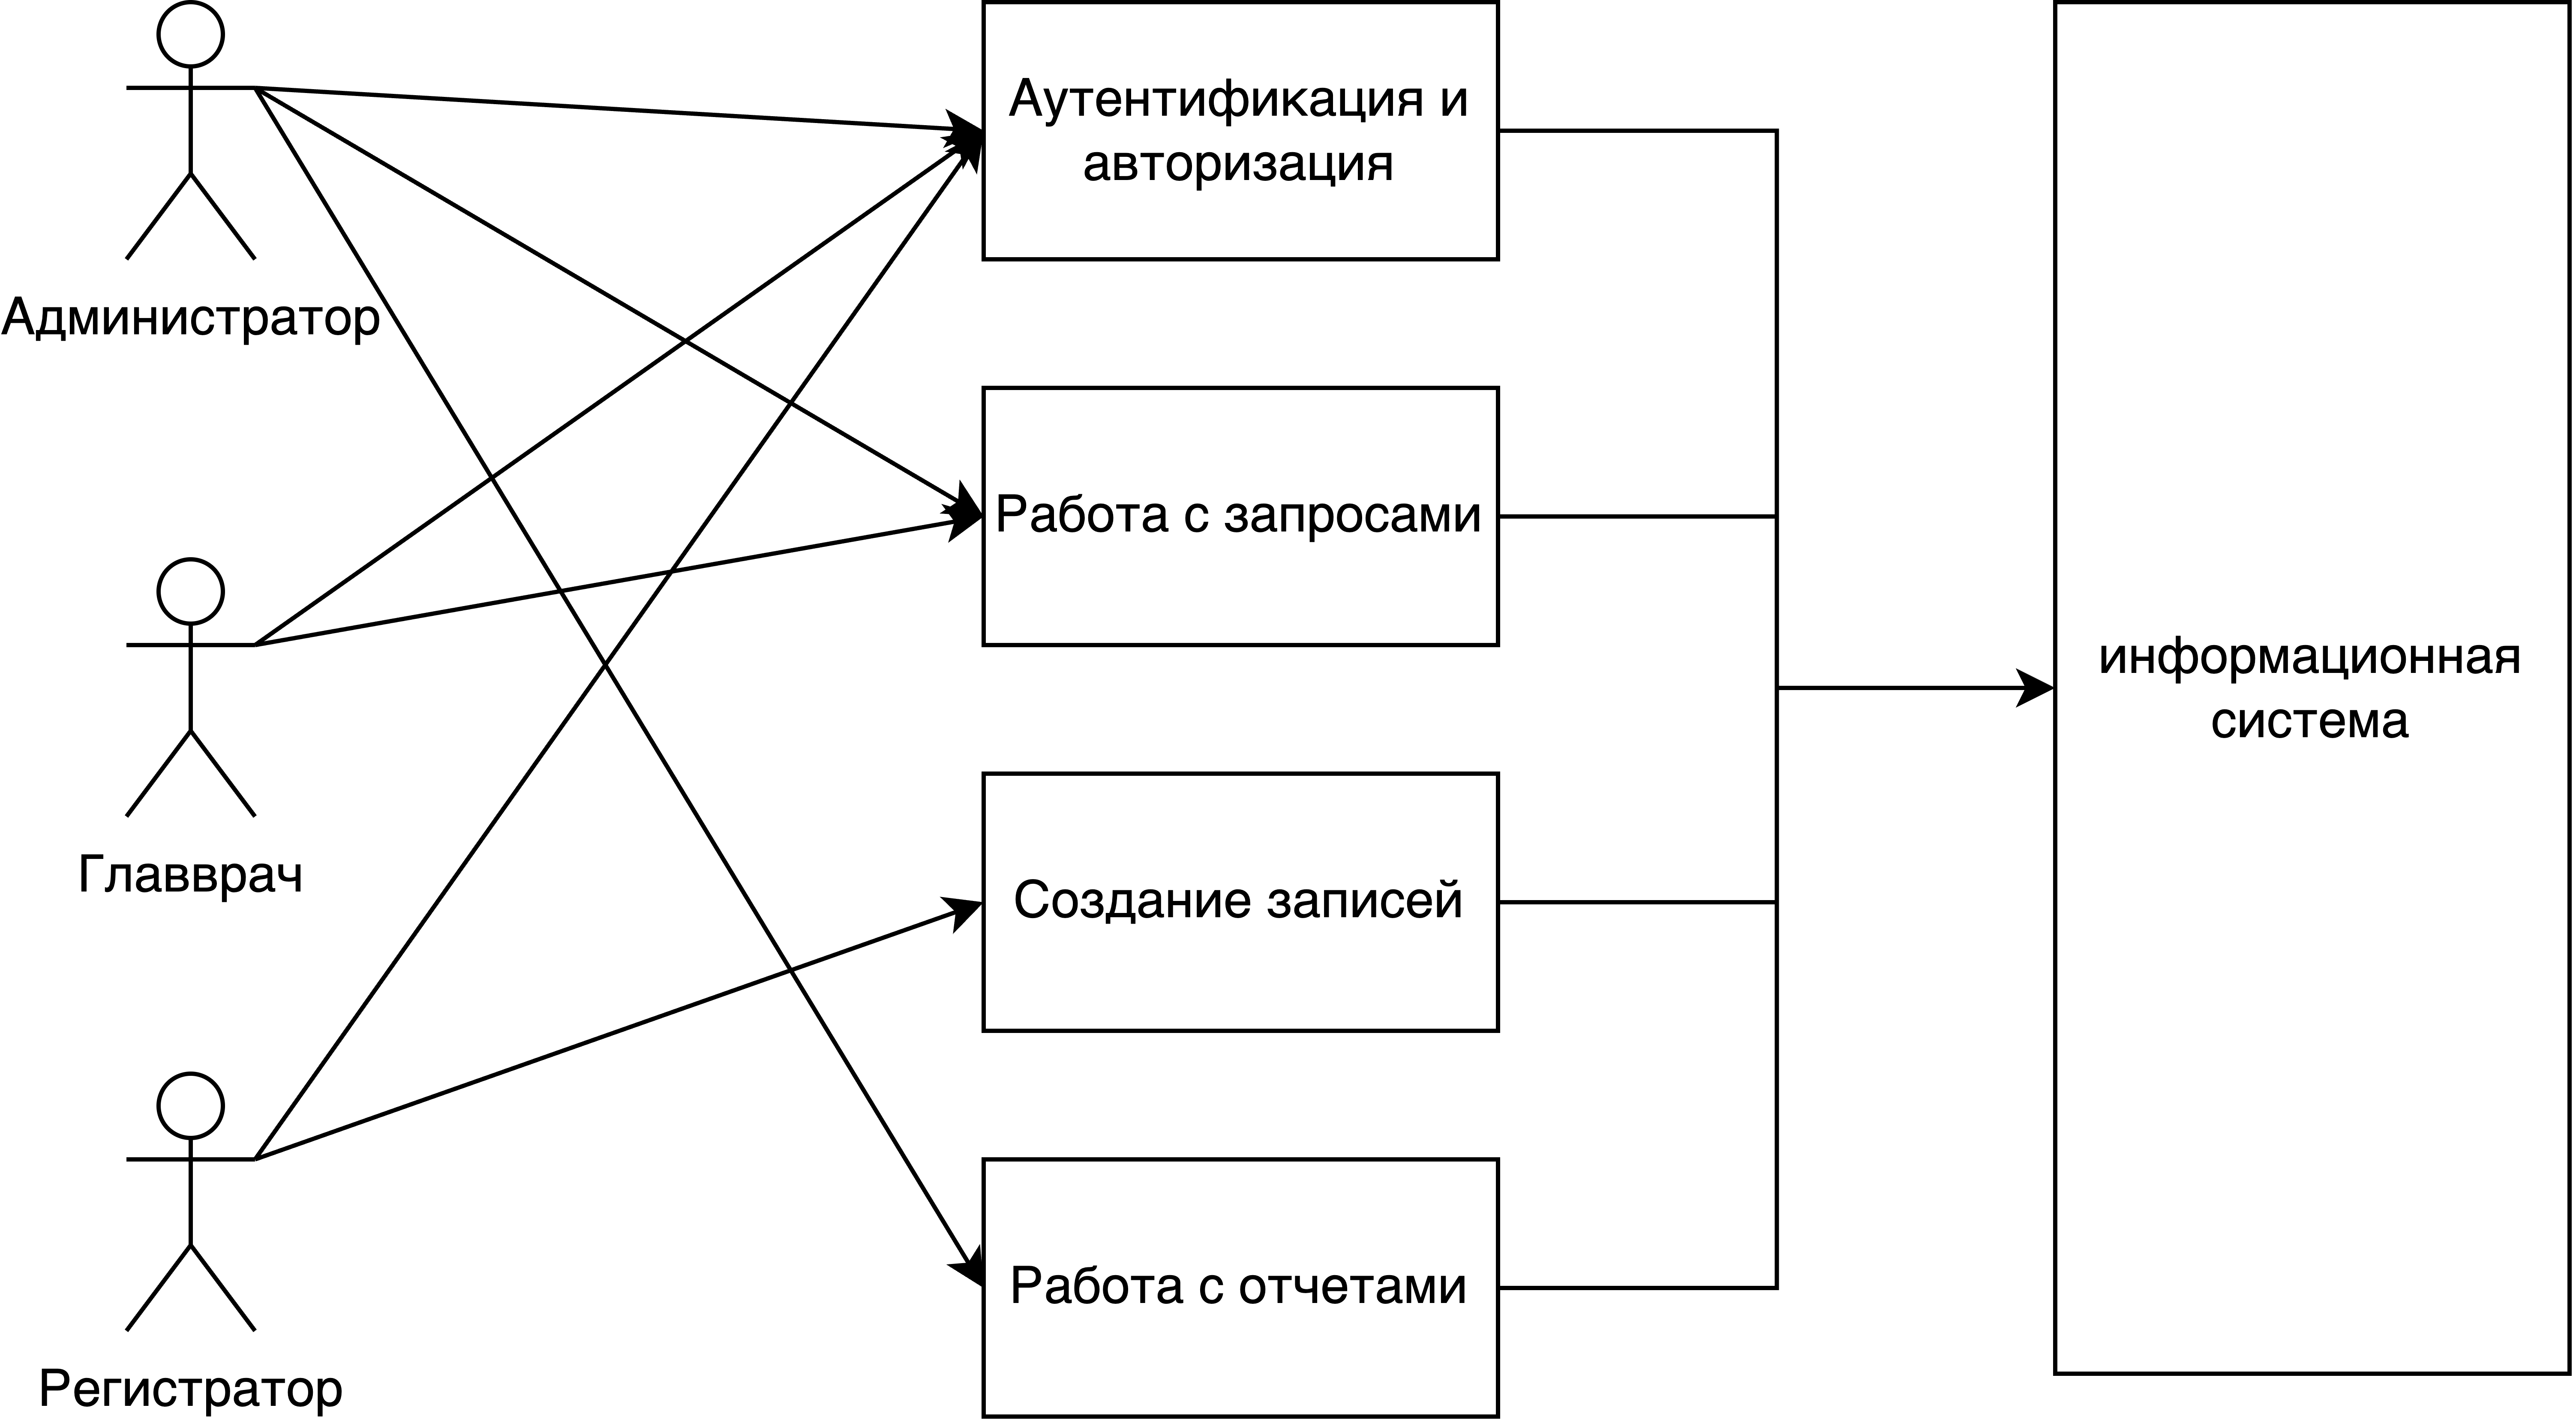 Администратор
Главврач
Регистратор
Аутентификация и
авторизация
Работа с запросами
Создание записей
Работа с отчетами
информационная
система